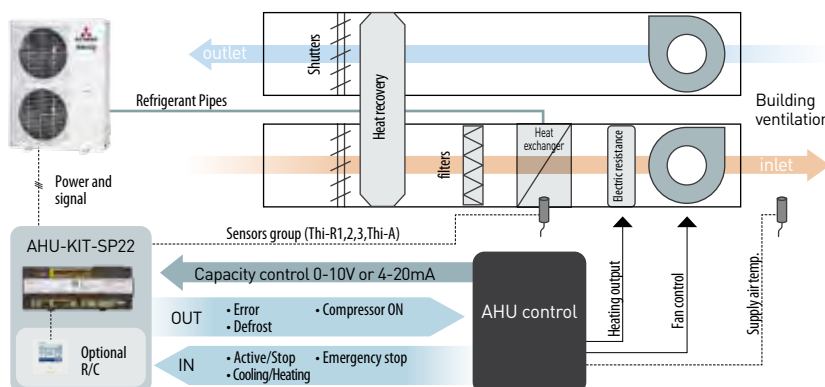 outlet
Shutters
Heat recovery
Refrigerant Pipes
Building
ventilation
filters
Heat
exchanger
Electric resistance
inlet
Power and
signal
Sensors group (Thi-R1,2,3,Thi-A)
AHU-KIT-SP22
Capacity control 0-10V or 4-20mA
OUT
• Error
• Defrost
• Compressor ON
AHU control
Heating output
Fan control
Supply air temp.
Optional
R/C
IN
• Active/Stop
• Cooling/Heating
• Emergency stop